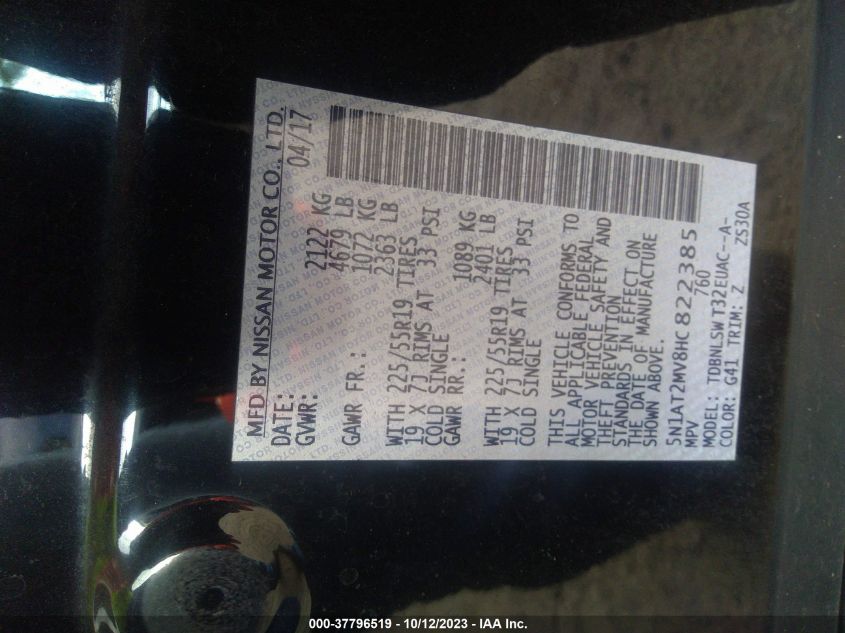 MFD BY NISSAN MOTOR CO., LTD.
DATE: 04/17
GVWR: 2122 KG
4679 LB
GAWR FR.: 1072 KG
2363 LB
WITH 225/55R19 TIRES
19 X 7J RIMS AT 33 PSI
COLD SINGLE
GAWR RR.: 1089 KG
2401 LB
WITH 225/55R19 TIRES
19 X 7J RIMS AT 33 PSI
COLD SINGLE
THIS VEHICLE CONFORMS TO
ALL APPLICABLE FEDERAL
MOTOR VEHICLE SAFETY AND
THEFT PREVENTION
STANDARDS IN EFFECT ON
THE DATE OF MANUFACTURE
SHOWN ABOVE.
5N1AT2MV8HC822385
MPV 760
MODEL: TDBNLSWT32EUAC--A-
COLOR: G41 TRIM: Z ZS30A
000-37796519 - 10/12/2023 - IAA Inc.